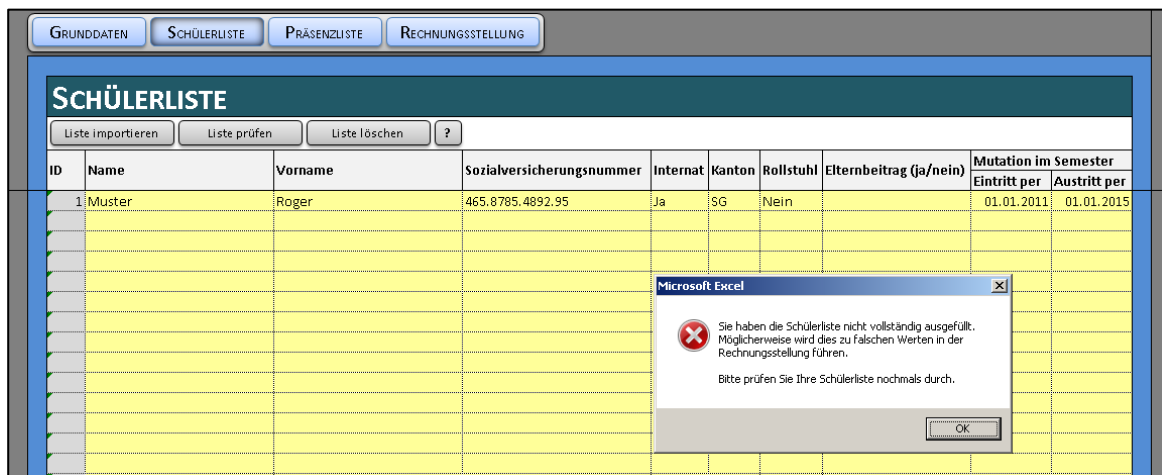 GRUNDDATEN SCHÜLERLISTE PRÄSENZLISTE RECHNUNGSSTELLUNG
SCHÜLERLISTE
Liste importieren Liste prüfen Liste löschen ?
ID Name Vorname Sozialversicherungsnummer Internat Kanton Rollstuhl Elternbeitrag (ja/nein) Mutation im Semester
Eintritt per Austritt per
1 Muster Roger 465.8785.4892.95 Ja SG Nein 01.01.2011 01.01.2015
Microsoft Excel
Sie haben die Schülerliste nicht vollständig ausgefüllt.
Möglicherweise wird dies zu falschen Werten in der
Rechnungsstellung führen.
Bitte prüfen Sie Ihre Schülerliste nochmals durch.
OK